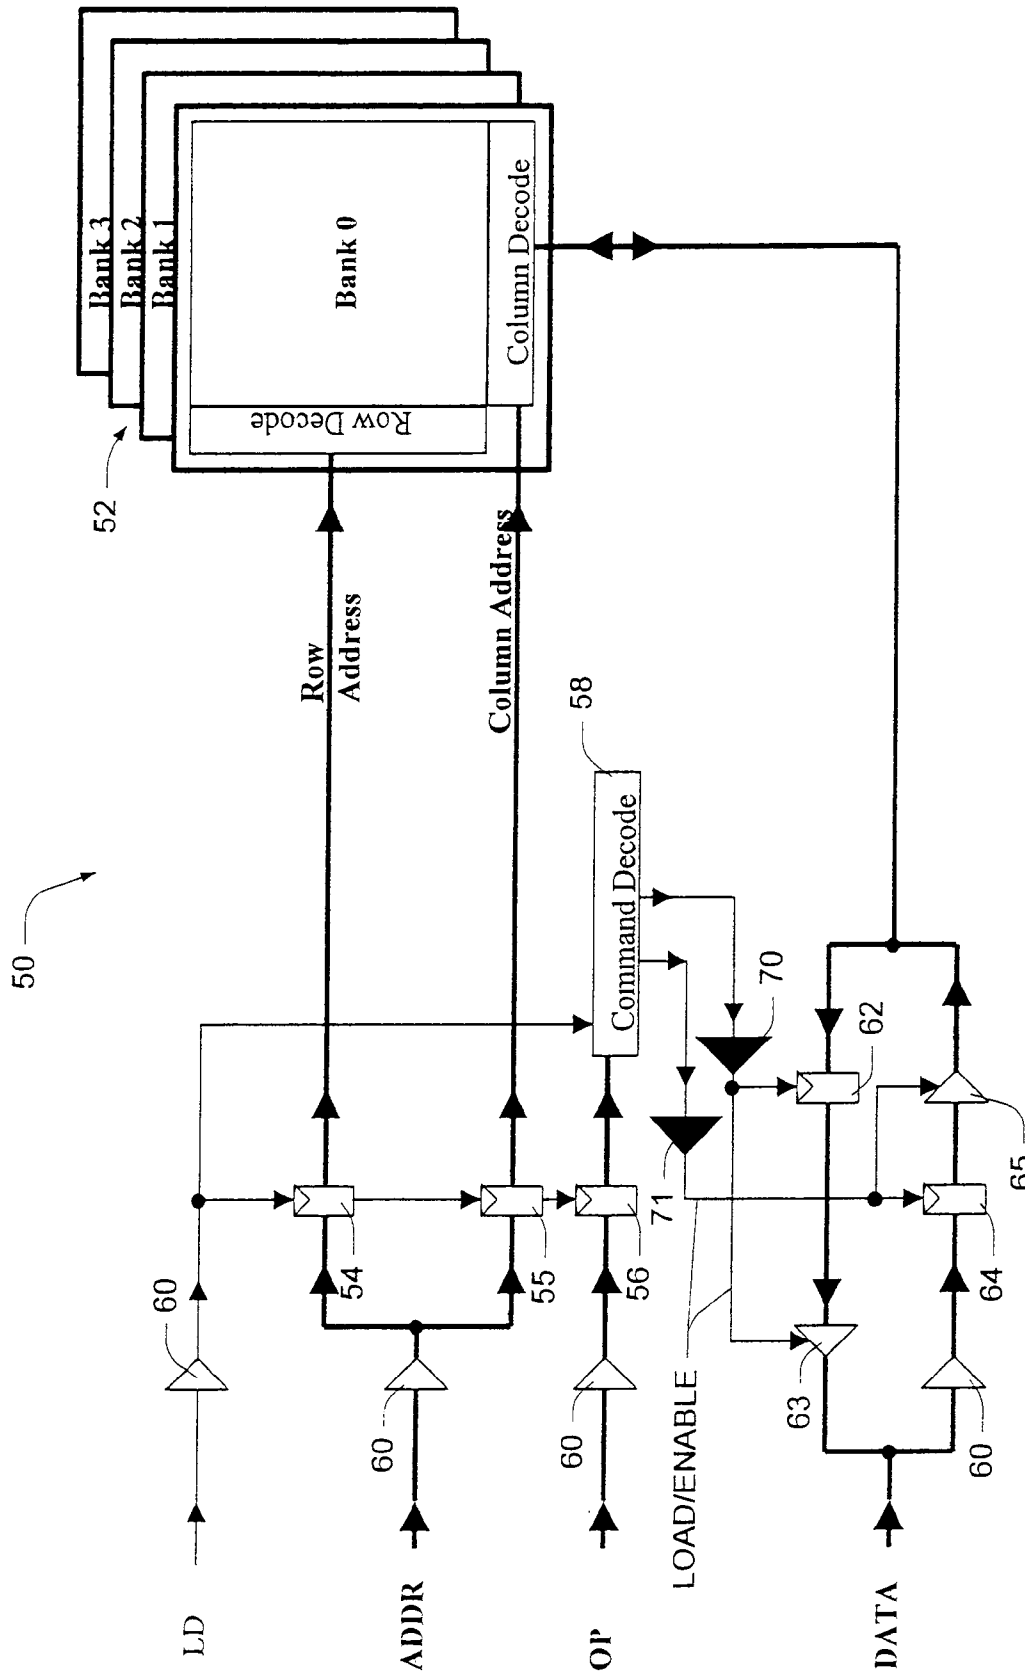 50
52
Bank 3
Bank 2
Bank 1
Bank 0
Row Decode
Column Decode
Row
Address
Column Address
58
Command Decode
LD
60
54
ADDR
60
55
OP
60
56
LOAD/ENABLE
71
70
62
63
DATA
60
64
65